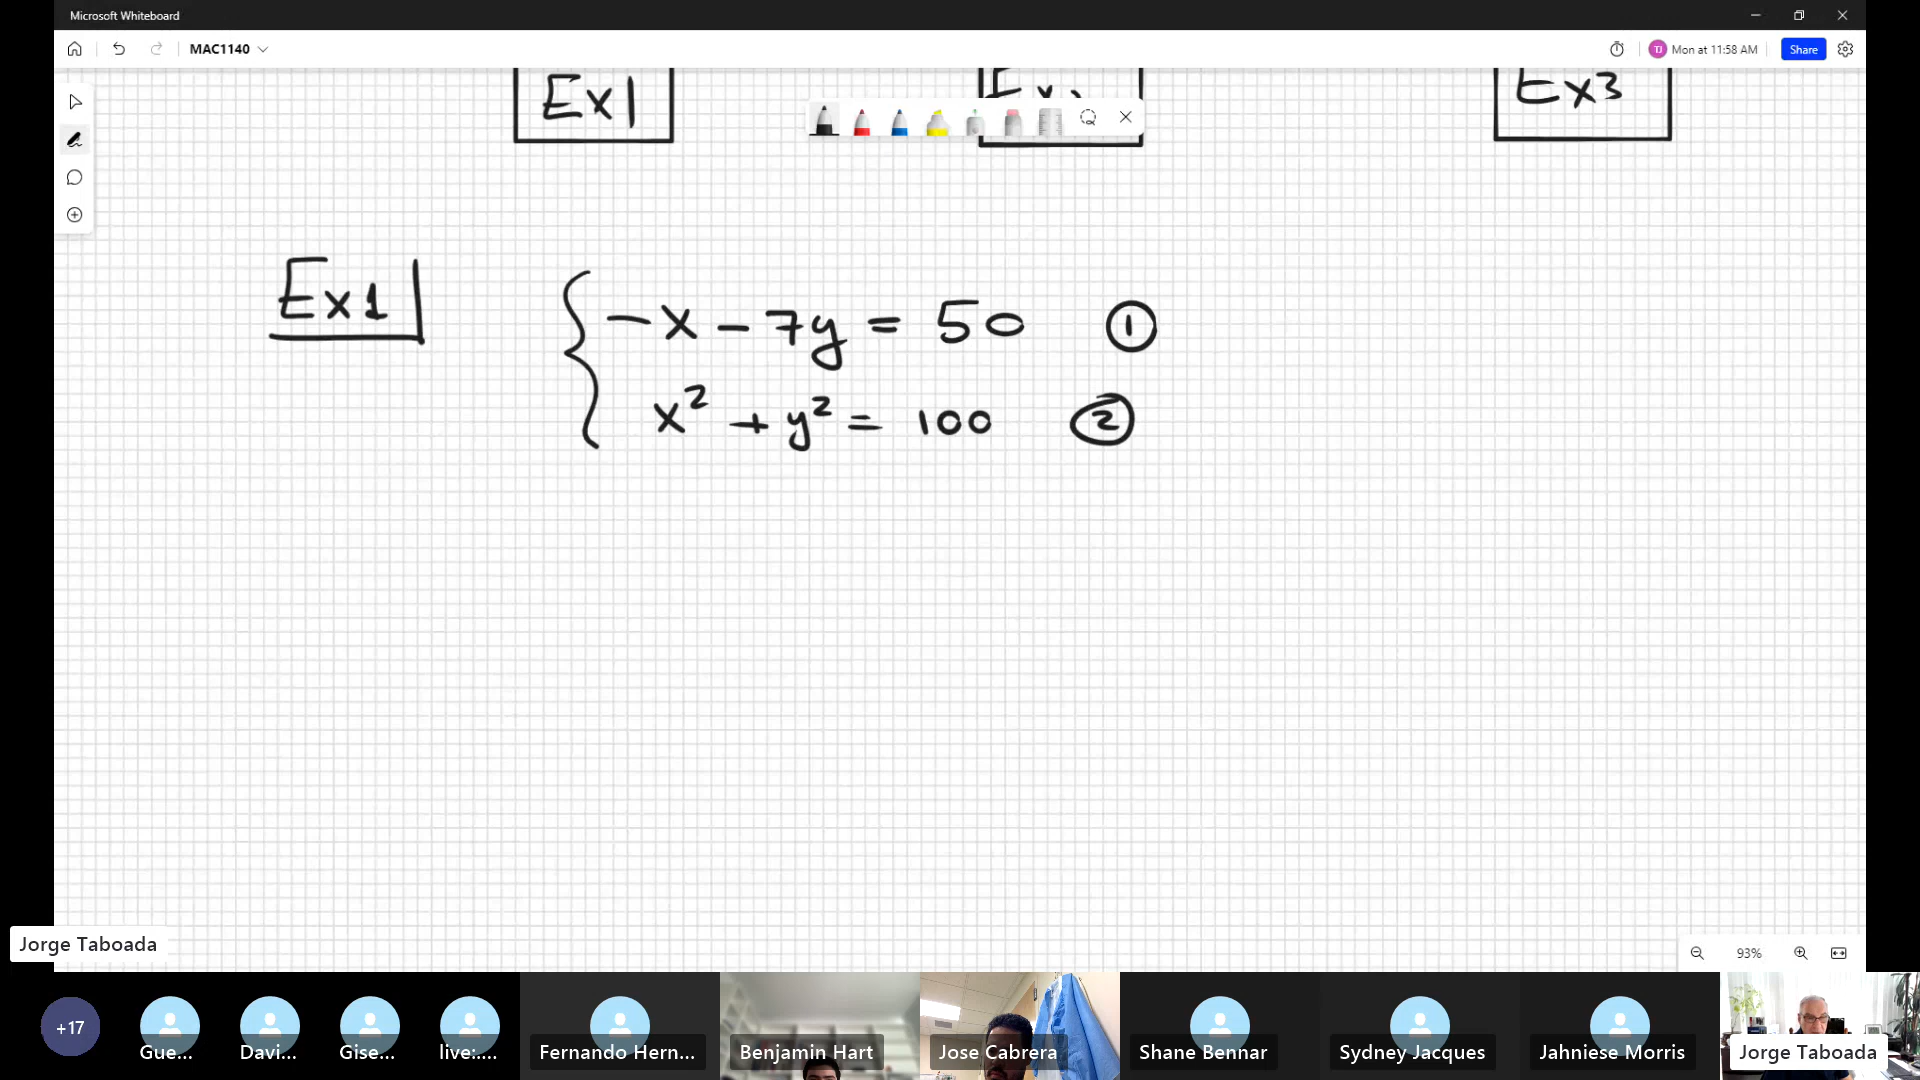 Microsoft Whiteboard
MAC1140
TJ Mon at 11:58 AM Share
Ex1
Ex3
Ex1
-x - 7y = 50 ①
x² + y² = 100 ②
Jorge Taboada
93%
+17
Gue...
Davi...
Gise...
live:....
Fernando Hern...
Benjamin Hart
Jose Cabrera
Shane Bennar
Sydney Jacques
Jahniese Morris
Jorge Taboada